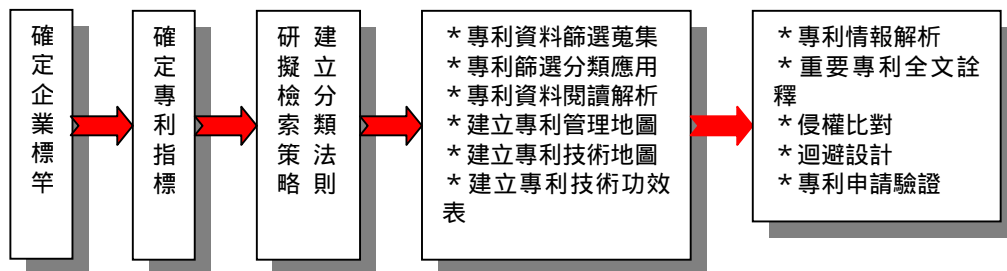 確定企業標竿
確定專利指標
研擬檢索策略
建立分類法則
＊專利資料篩選蒐集
＊專利篩選分類應用
＊專利資料閱讀解析
＊建立專利管理地圖
＊建立專利技術地圖
＊建立專利技術功效
表
＊專利情報解析
＊重要專利全文詮
釋
＊侵權比對
＊迴避設計
＊專利申請驗證